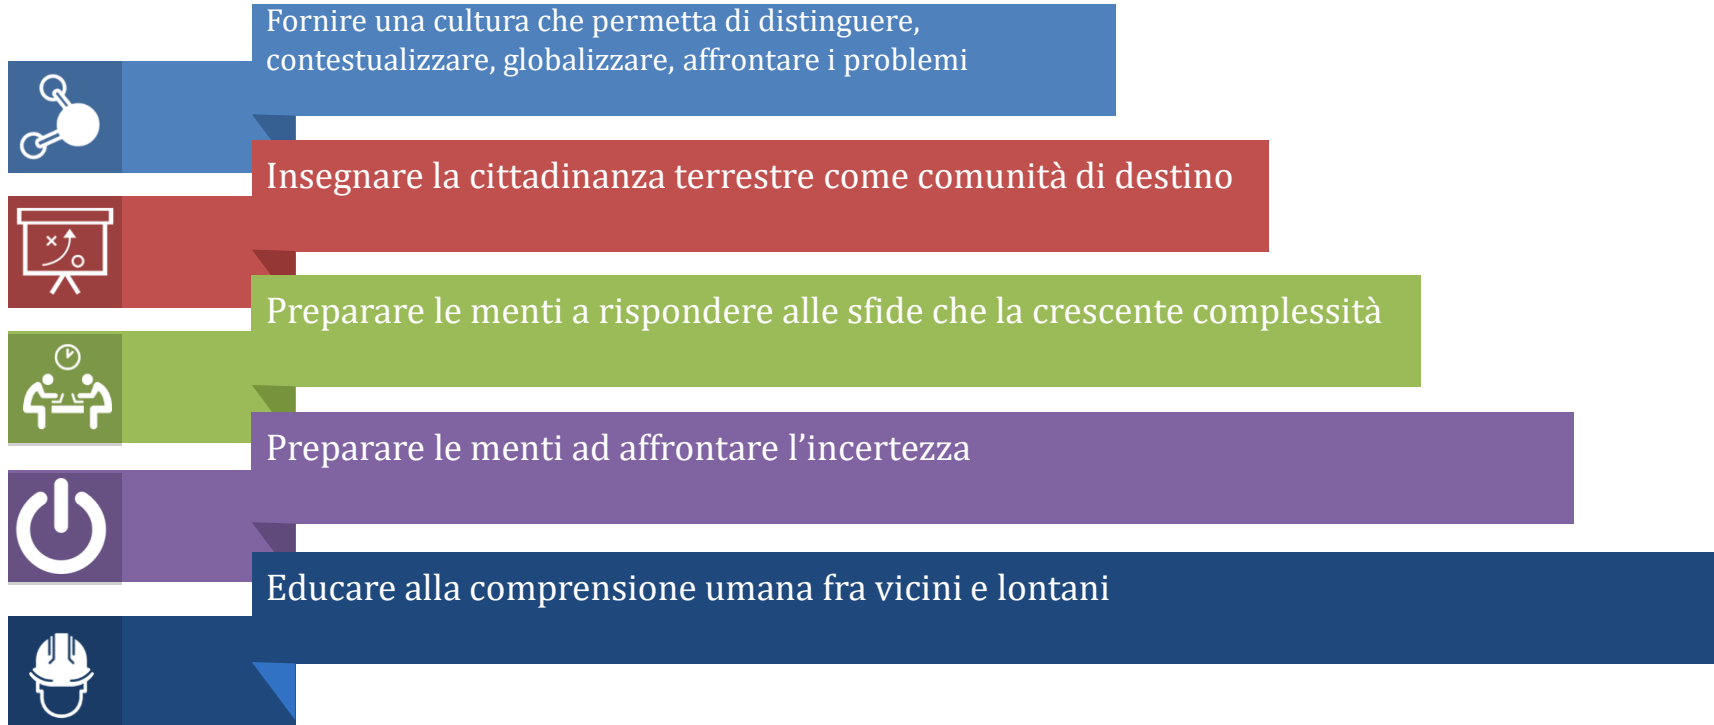 Fornire una cultura che permetta di distinguere,
contestualizzare, globalizzare, affrontare i problemi
Insegnare la cittadinanza terrestre come comunità di destino
Preparare le menti a rispondere alle sfide che la crescente complessità
Preparare le menti ad affrontare l’incertezza
Educare alla comprensione umana fra vicini e lontani